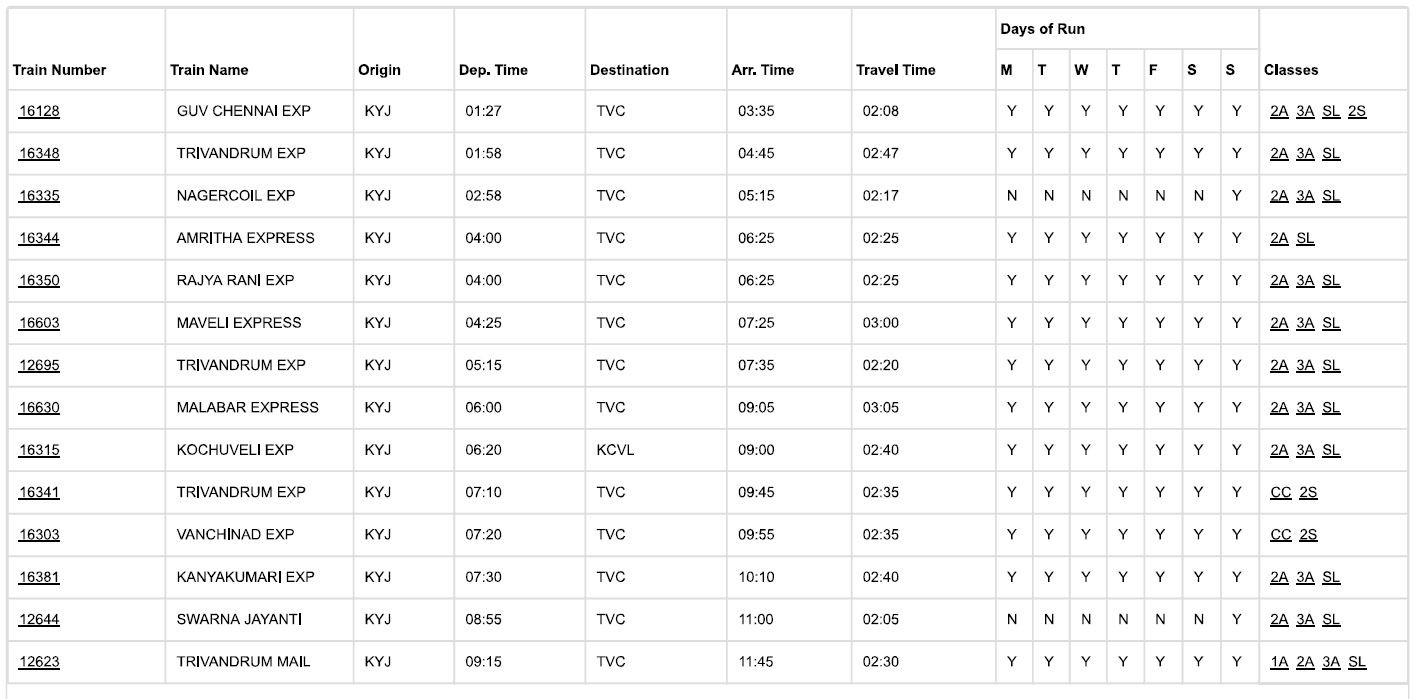 Days of Run
Train Number Train Name Origin Dep. Time Destination Arr. Time Travel Time M T W T F S S Classes
16128 GUV CHENNAI EXP KYJ 01:27 TVC 03:35 02:08 Y Y Y Y Y Y Y 2A 3A SL 2S
16348 TRIVANDRUM EXP KYJ 01:58 TVC 04:45 02:47 Y Y Y Y Y Y Y 2A 3A SL
16335 NAGERCOIL EXP KYJ 02:58 TVC 05:15 02:17 N N N N N N Y 2A 3A SL
16344 AMRITHA EXPRESS KYJ 04:00 TVC 06:25 02:25 Y Y Y Y Y Y Y 2A SL
16350 RAJYA RANI EXP KYJ 04:00 TVC 06:25 02:25 Y Y Y Y Y Y Y 2A 3A SL
16603 MAVELI EXPRESS KYJ 04:25 TVC 07:25 03:00 Y Y Y Y Y Y Y 2A 3A SL
12695 TRIVANDRUM EXP KYJ 05:15 TVC 07:35 02:20 Y Y Y Y Y Y Y 2A 3A SL
16630 MALABAR EXPRESS KYJ 06:00 TVC 09:05 03:05 Y Y Y Y Y Y Y 2A 3A SL
16315 KOCHUVELI EXP KYJ 06:20 KCVL 09:00 02:40 Y Y Y Y Y Y Y 2A 3A SL
16341 TRIVANDRUM EXP KYJ 07:10 TVC 09:45 02:35 Y Y Y Y Y Y Y CC 2S
16303 VANCHINAD EXP KYJ 07:20 TVC 09:55 02:35 Y Y Y Y Y Y Y CC 2S
16381 KANYAKUMARI EXP KYJ 07:30 TVC 10:10 02:40 Y Y Y Y Y Y Y 2A 3A SL
12644 SWARNA JAYANTI KYJ 08:55 TVC 11:00 02:05 N N N N N N Y 2A 3A SL
12623 TRIVANDRUM MAIL KYJ 09:15 TVC 11:45 02:30 Y Y Y Y Y Y Y 1A 2A 3A SL